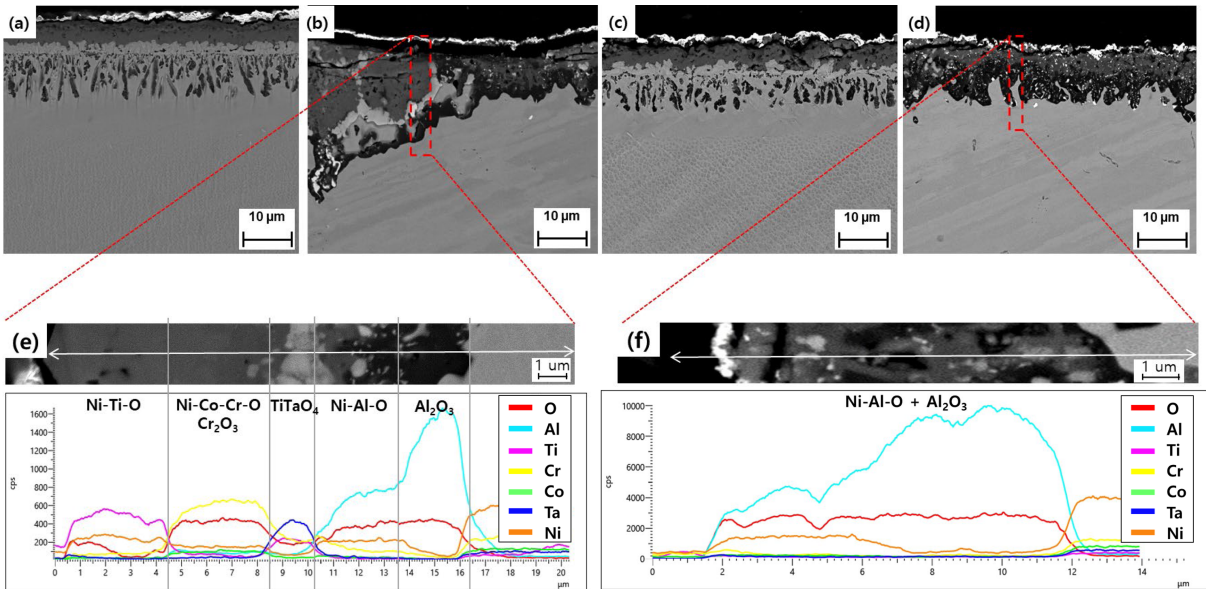 (a)
10 μm
(b)
10 μm
(c)
10 μm
(d)
10 μm
(e)
1 um
(f)
1 um
Ni-Ti-O
Ni-Co-Cr-O
Cr₂O₃
TiTaO₄
Ni-Al-O
Al₂O₃
O
Al
Ti
Cr
Co
Ta
Ni
1600
1400
1200
1000
800
600
400
200
cps
0 1 2 3 4 5 6 7 8 9 10 11 12 13 14 15 16 17 18 19 20
μm
Ni-Al-O + Al₂O₃
O
Al
Ti
Cr
Co
Ta
Ni
10000
8000
6000
4000
2000
0
cps
0 2 4 6 8 10 12 14
μm